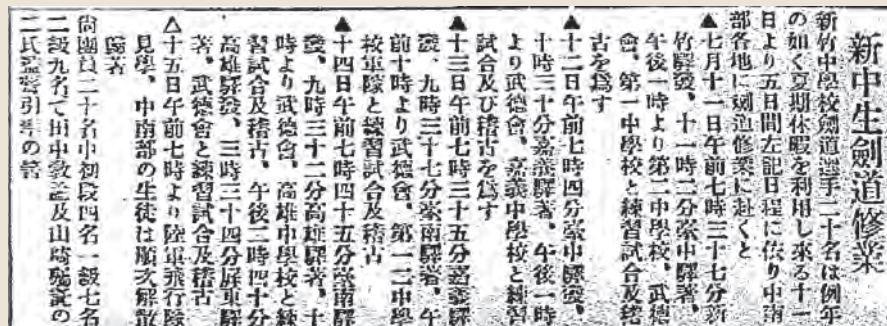 新中生劍道修業
新竹中學校劍道選手二十名は例年
の如く夏期休暇を利用し來る十一
日より五日間左記日程に依り中南
部各地に劍道修業に赴くと
▲七月十一日午前七時三十七分新
竹驛發、十一時二分臺中驛著、
午後一時より第二中學校、武德
會、第一中學校と練習試合及稽
古を爲す
▲十二日午前七時四分臺中驛發、
十時三十分嘉義驛著、午後一時
より武德會、嘉義中學校と練習
試合及び稽古を爲す
▲十三日午前七時三十五分嘉義驛
發、九時三十七分臺南驛著、午
前十時より武德會、第一二中學
校軍隊と練習試合及稽古
▲十四日午前七時四十五分臺南驛
發、九時三十二分高雄驛著、十
時より武德會、高雄中學校と練
習試合及稽古、午後二時四十分
高雄驛發、三時三十四分屏東驛
著、武德會と練習試合及稽古
△十五日午前七時より陸軍飛行隊
見學、中南部の生徒は順次解散
歸著
尚團員二十名中初段四名一級七名
二級九名で田中教 及山崎囑託の
二氏 引率の筈